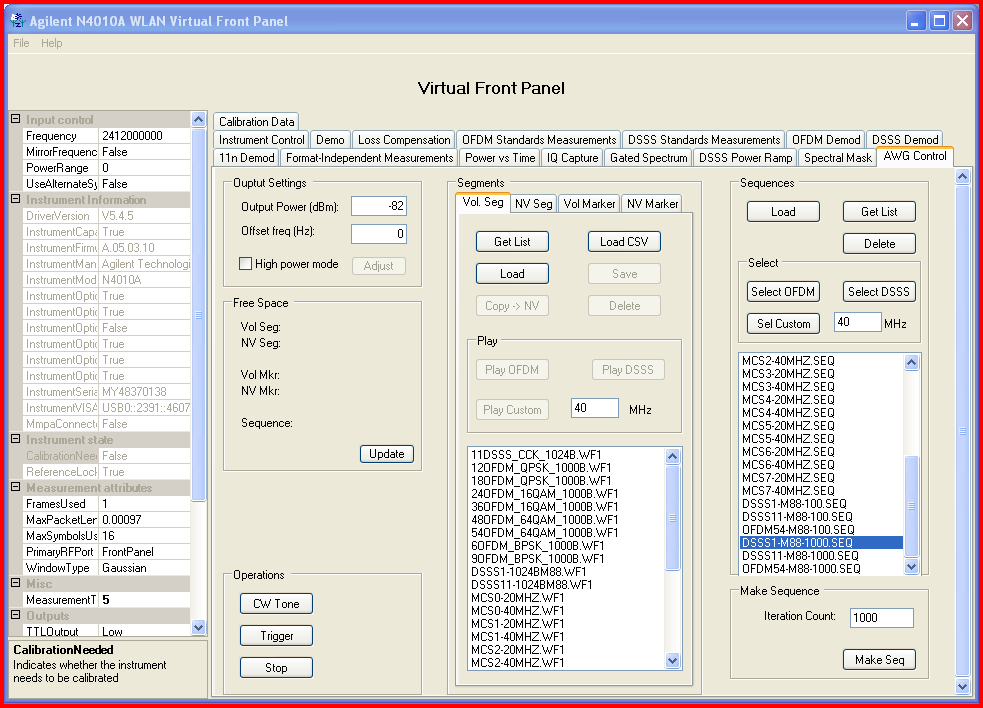 Agilent N4010A WLAN Virtual Front Panel
File Help
Virtual Front Panel
Input control
Frequency 2412000000
MirrorFrequenc False
PowerRange 0
UseAlternateSy False
Instrument Information
DriverVersion V5.4.5
InstrumentCapa True
InstrumentFirmw A.05.03.10
InstrumentMan Agilent Technologi
InstrumentMod N4010A
InstrumentOptic True
InstrumentOptic True
InstrumentOptic False
InstrumentOptic True
InstrumentOptic True
InstrumentOptic True
InstrumentSeria MY48370138
InstrumentVISA USB0::2391::4607
MmpaConnecto False
Instrument state
CalibrationNeed False
ReferenceLock True
Measurement attributes
FramesUsed 1
MaxPacketLen 0.00097
MaxSymbolsUs 16
PrimaryRFPort FrontPanel
WindowType Gaussian
Misc
MeasurementT 5
Outputs
TTLOutput Low
CalibrationNeeded
Indicates whether the instrument
needs to be calibrated
Calibration Data
Instrument Control Demo Loss Compensation OFDM Standards Measurements DSSS Standards Measurements OFDM Demod DSSS Demod
11n Demod Format-Independent Measurements Power vs Time IQ Capture Gated Spectrum DSSS Power Ramp Spectral Mask AWG Control
Ouptut Settings
Output Power (dBm): -82
Offset freq (Hz): 0
High power mode Adjust
Free Space
Vol Seg:
NV Seg:
Vol Mkr:
NV Mkr:
Sequence:
Update
Operations
CW Tone
Trigger
Stop
Segments
Vol. Seg NV Seg Vol Marker NV Marker
Get List Load CSV
Load Save
Copy -> NV Delete
Play
Play OFDM Play DSSS
Play Custom 40 MHz
11DSSS_CCK_1024B.WF1
12OFDM_QPSK_1000B.WF1
18OFDM_QPSK_1000B.WF1
24OFDM_16QAM_1000B.WF1
36OFDM_16QAM_1000B.WF1
48OFDM_64QAM_1000B.WF1
54OFDM_64QAM_1000B.WF1
6OFDM_BPSK_1000B.WF1
9OFDM_BPSK_1000B.WF1
DSSS1-1024BM88.WF1
DSSS11-1024BM88.WF1
MCS0-20MHZ.WF1
MCS0-40MHZ.WF1
MCS1-20MHZ.WF1
MCS1-40MHZ.WF1
MCS2-20MHZ.WF1
MCS2-40MHZ.WF1
Sequences
Load Get List
Delete
Select
Select OFDM Select DSSS
Sel Custom 40 MHz
MCS2-40MHZ.SEQ
MCS3-20MHZ.SEQ
MCS3-40MHZ.SEQ
MCS4-20MHZ.SEQ
MCS4-40MHZ.SEQ
MCS5-20MHZ.SEQ
MCS5-40MHZ.SEQ
MCS6-20MHZ.SEQ
MCS6-40MHZ.SEQ
MCS7-20MHZ.SEQ
MCS7-40MHZ.SEQ
DSSS1-M88-100.SEQ
DSSS11-M88-100.SEQ
OFDM54-M88-100.SEQ
DSSS1-M88-1000.SEQ
DSSS11-M88-1000.SEQ
OFDM54-M88-1000.SEQ
Make Sequence
Iteration Count: 1000
Make Seq